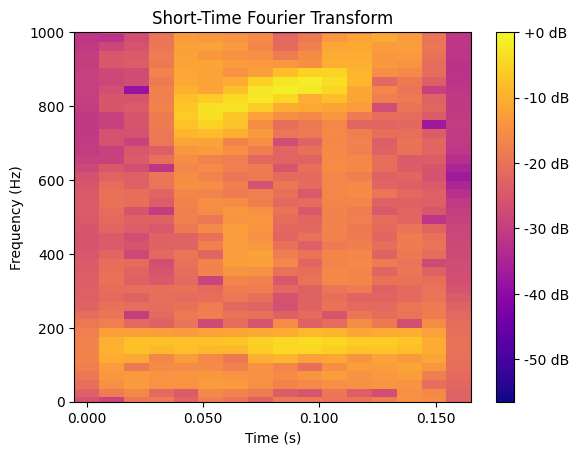 Short-Time Fourier Transform
1000
800
600
400
200
0
Frequency (Hz)
0.000
0.050
0.100
0.150
Time (s)
+0 dB
-10 dB
-20 dB
-30 dB
-40 dB
-50 dB